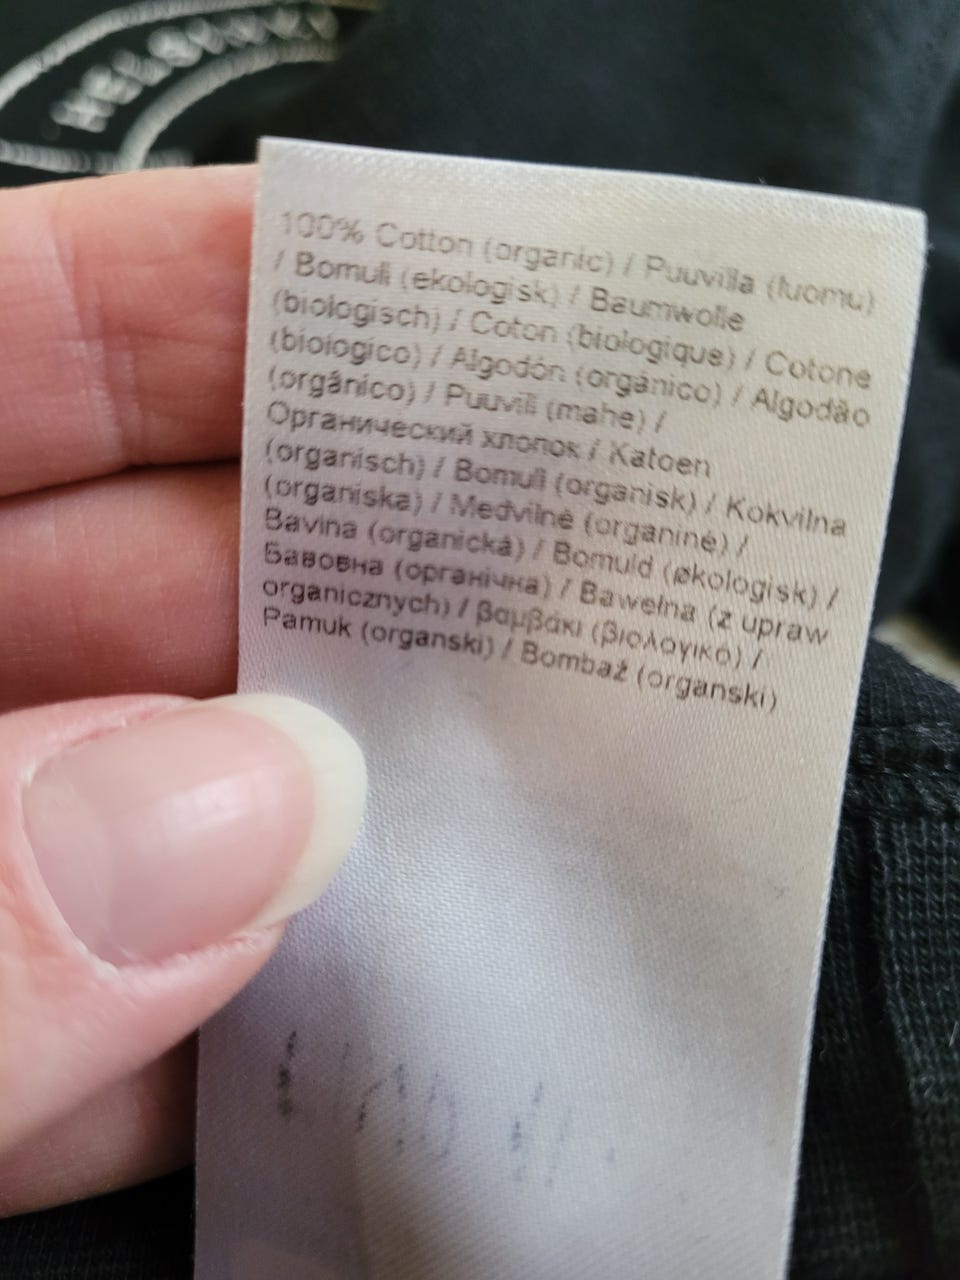 HELSINKI
100% Cotton (organic) / Puuvilla (luomu)
/ Bomull (ekologisk) / Baumwolle
(biologisch) / Coton (biologique) / Cotone
(biologico) / Algodón (orgánico) / Algodão
(orgânico) / Puuvill (mahe) /
Органический хлопок / Katoen
(organisch) / Bomull (organisk) / Kokvilna
(organiska) / Medvilnė (organinė) /
Bavlna (organická) / Bomuld (økologisk) /
Бавовна (органічна) / Bawełna (z upraw
organicznych) / βαμβάκι (βιολογικό) /
Pamuk (organski) / Bombaž (organski)